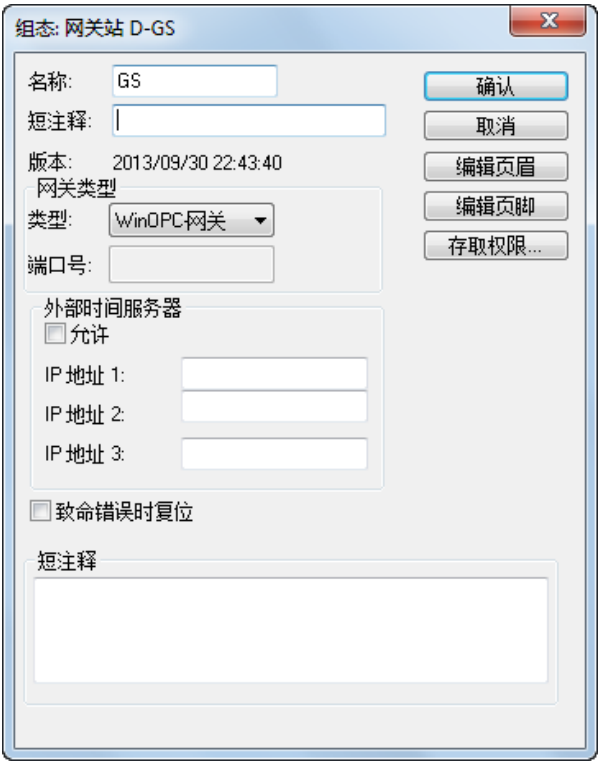 组态: 网关站 D-GS
名称: GS
确认
短注释:
取消
版本: 2013/09/30 22:43:40
编辑页眉
网关类型
类型: WinOPC网关
编辑页脚
端口号:
存取权限...
外部时间服务器
允许
IP 地址 1:
IP 地址 2:
IP 地址 3:
致命错误时复位
短注释